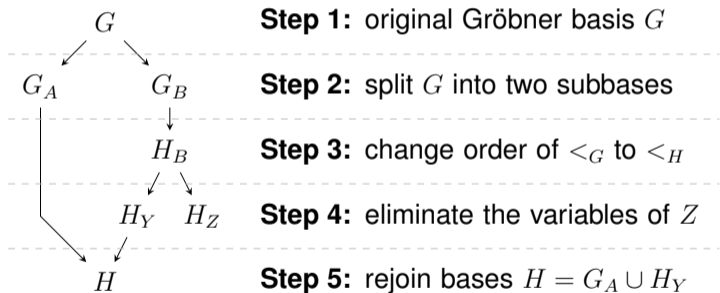 G Step 1: original Gröbner basis G
G_A G_B Step 2: split G into two subbases
H_B Step 3: change order of <_G to <_H
H_Y H_Z Step 4: eliminate the variables of Z
H Step 5: rejoin bases H = G_A ∪ H_Y